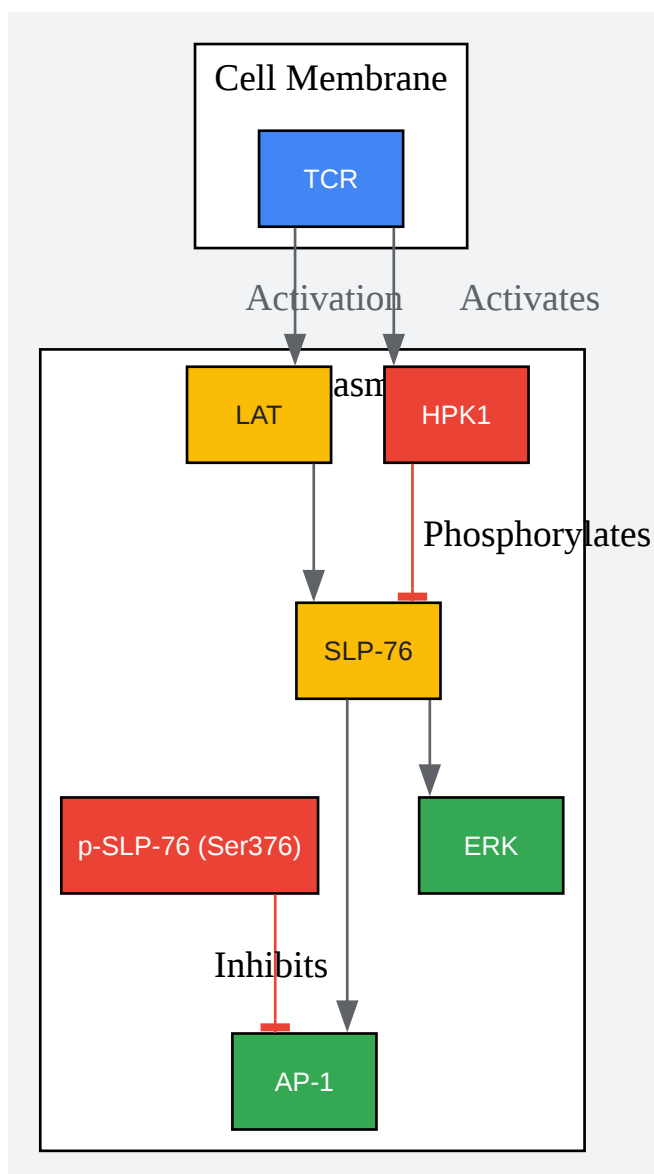 Cell Membrane
TCR
Activation
Activates
LAT
HPK1
Phosphorylates
SLP-76
p-SLP-76 (Ser376)
ERK
Inhibits
AP-1